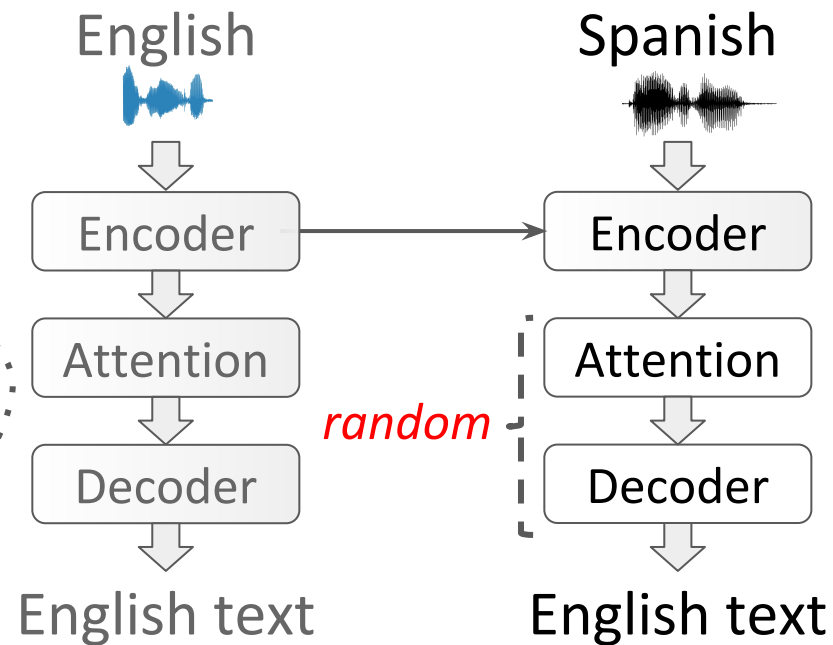 English
Spanish
Encoder
Encoder
Attention
Attention
random
Decoder
Decoder
English text
English text